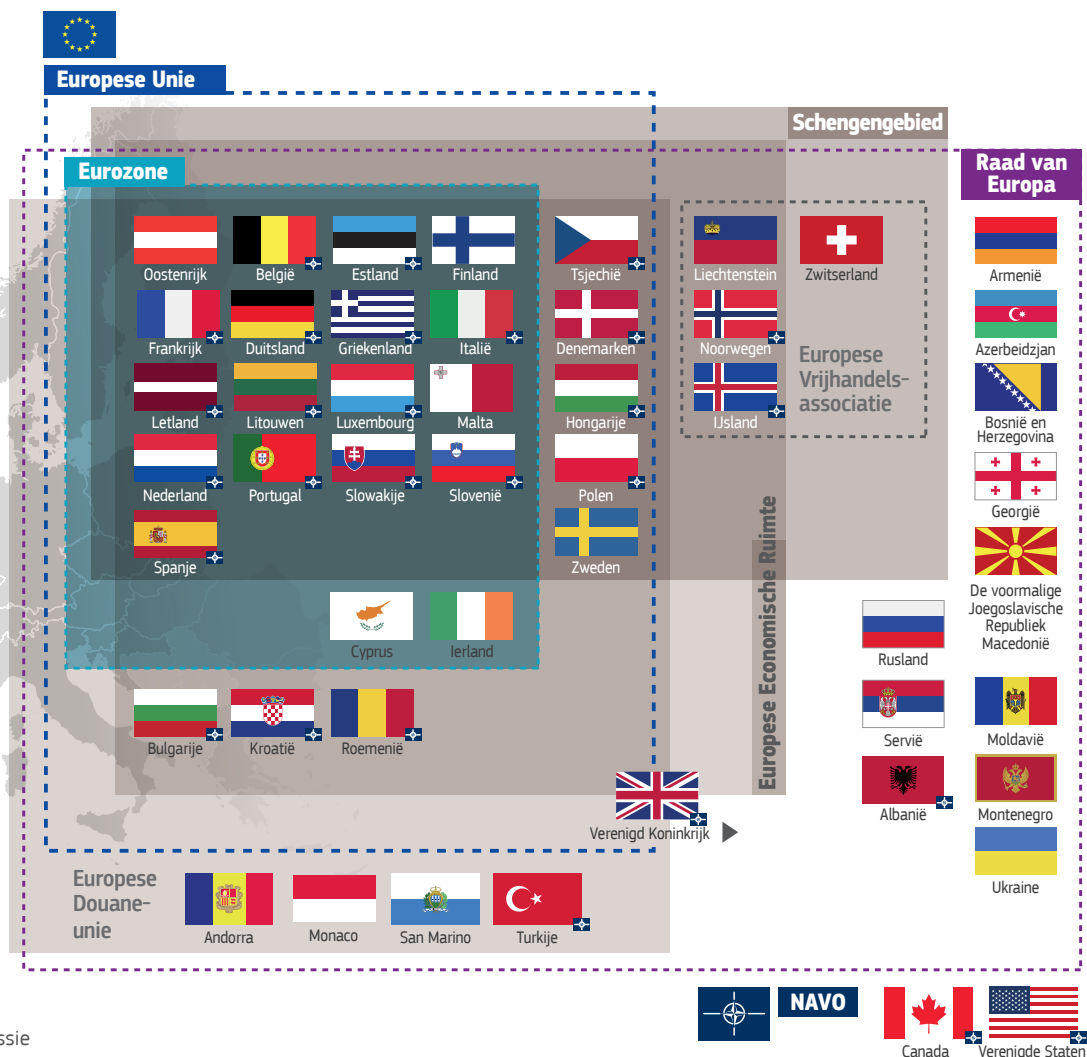 Europese Unie
Schengengebied
Eurozone
Raad van
Europa
Oostenrijk
België
Estland
Finland
Tsjechië
Liechtenstein
Zwitserland
Armenië
Frankrijk
Duitsland
Griekenland
Italië
Denemarken
Noorwegen
Europese
Vrijhandels-
associatie
Azerbeidzjan
Letland
Litouwen
Luxembourg
Malta
Hongarije
IJsland
Bosnië en
Herzegovina
Nederland
Portugal
Slowakije
Slovenië
Polen
Georgië
Spanje
Zweden
Europese Economische Ruimte
De voormalige
Joegoslavische
Republiek
Macedonië
Cyprus
Ierland
Rusland
Bulgarije
Kroatië
Roemenië
Servië
Moldavië
Verenigd Koninkrijk
Albanië
Montenegro
Europese
Douane-
unie
Andorra
Monaco
San Marino
Turkije
Ukraine
NAVO
ssie
Canada
Verenigde Staten